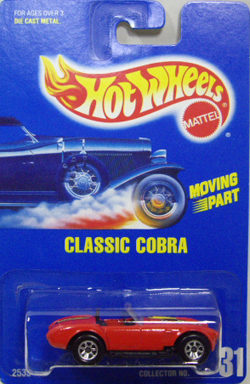 FOR AGES OVER 3
DIE CAST METAL
HOT WHEELS
MATTEL
MOVING
PART
CLASSIC COBRA
2535
COLLECTOR NO.
31